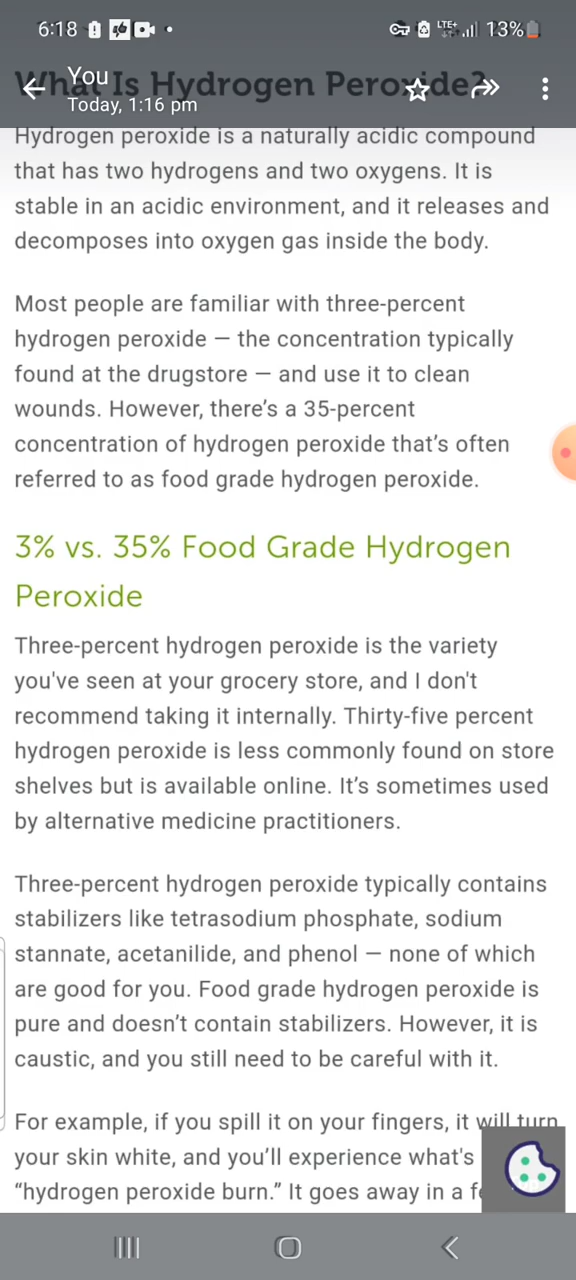 6:18
LTE+ 13%
What Is Hydrogen Peroxide?
You
Today, 1:16 pm
Hydrogen peroxide is a naturally acidic compound
that has two hydrogens and two oxygens. It is
stable in an acidic environment, and it releases and
decomposes into oxygen gas inside the body.
Most people are familiar with three-percent
hydrogen peroxide — the concentration typically
found at the drugstore — and use it to clean
wounds. However, there’s a 35-percent
concentration of hydrogen peroxide that’s often
referred to as food grade hydrogen peroxide.
3% vs. 35% Food Grade Hydrogen
Peroxide
Three-percent hydrogen peroxide is the variety
you've seen at your grocery store, and I don't
recommend taking it internally. Thirty-five percent
hydrogen peroxide is less commonly found on store
shelves but is available online. It’s sometimes used
by alternative medicine practitioners.
Three-percent hydrogen peroxide typically contains
stabilizers like tetrasodium phosphate, sodium
stannate, acetanilide, and phenol — none of which
are good for you. Food grade hydrogen peroxide is
pure and doesn’t contain stabilizers. However, it is
caustic, and you still need to be careful with it.
For example, if you spill it on your fingers, it will turn
your skin white, and you’ll experience what's
“hydrogen peroxide burn.” It goes away in a